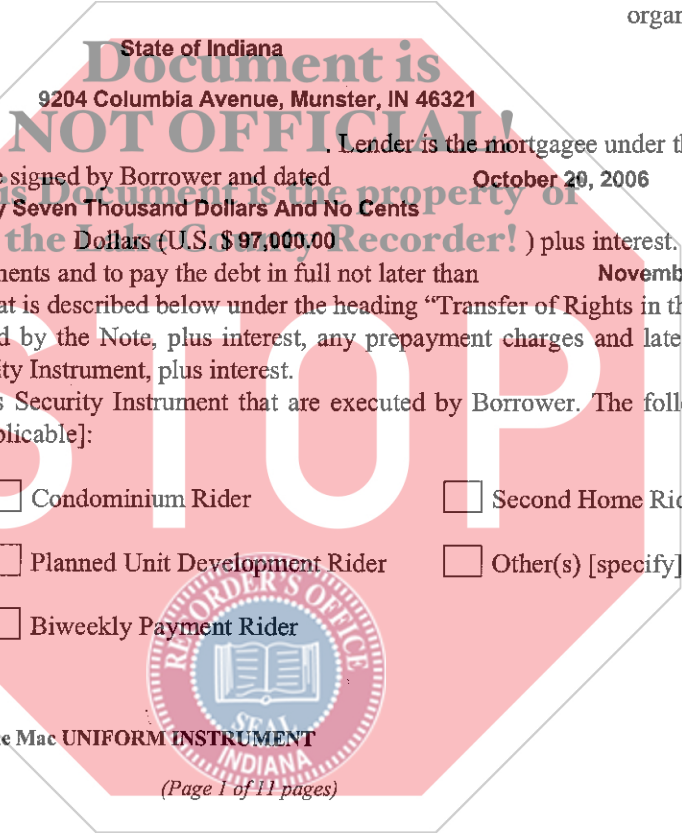 organ
State of Indiana
Document is
9204 Columbia Avenue, Munster, IN 46321
NOT OFFICIAL!
. Lender is the mortgagee under th
e signed by Borrower and dated October 20, 2006
is Document is the property of
y Seven Thousand Dollars And No Cents
the Lake County Recorder!
Dollars (U.S. $ 97,000.00 ) plus interest.
ments and to pay the debt in full not later than Novemb
at is described below under the heading “Transfer of Rights in th
d by the Note, plus interest, any prepayment charges and late
ity Instrument, plus interest.
s Security Instrument that are executed by Borrower. The foll
plicable]:
STOP
Condominium Rider Second Home Rid
Planned Unit Development Rider Other(s) [specify]
Biweekly Payment Rider
RECORDER'S OFFICE
SEAL
INDIANA
ie Mac UNIFORM INSTRUMENT
(Page 1 of 11 pages)